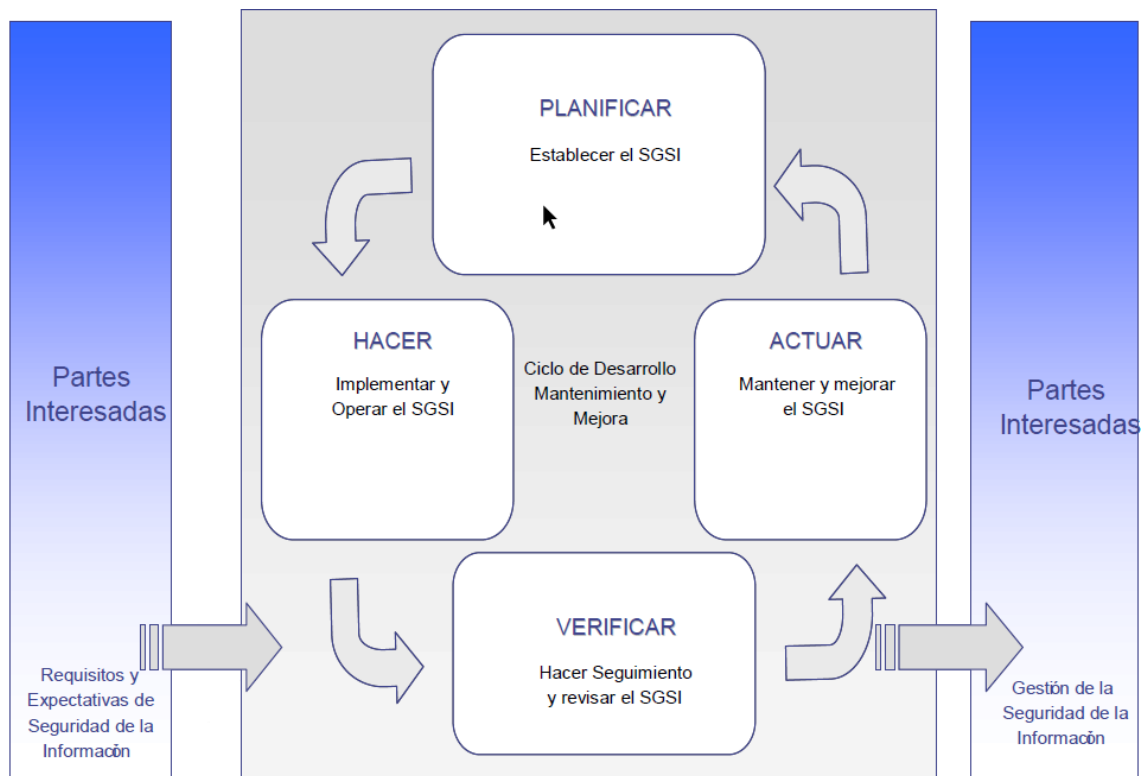 PLANIFICAR
Establecer el SGSI
HACER
Implementar y
Operar el SGSI
Ciclo de Desarrollo
Mantenimiento y
Mejora
ACTUAR
Mantener y mejorar
el SGSI
VERIFICAR
Hacer Seguimiento
y revisar el SGSI
Partes
Interesadas
Requisitos y
Expectativas de
Seguridad de la
Información
Partes
Interesadas
Gestión de la
Seguridad de la
Información